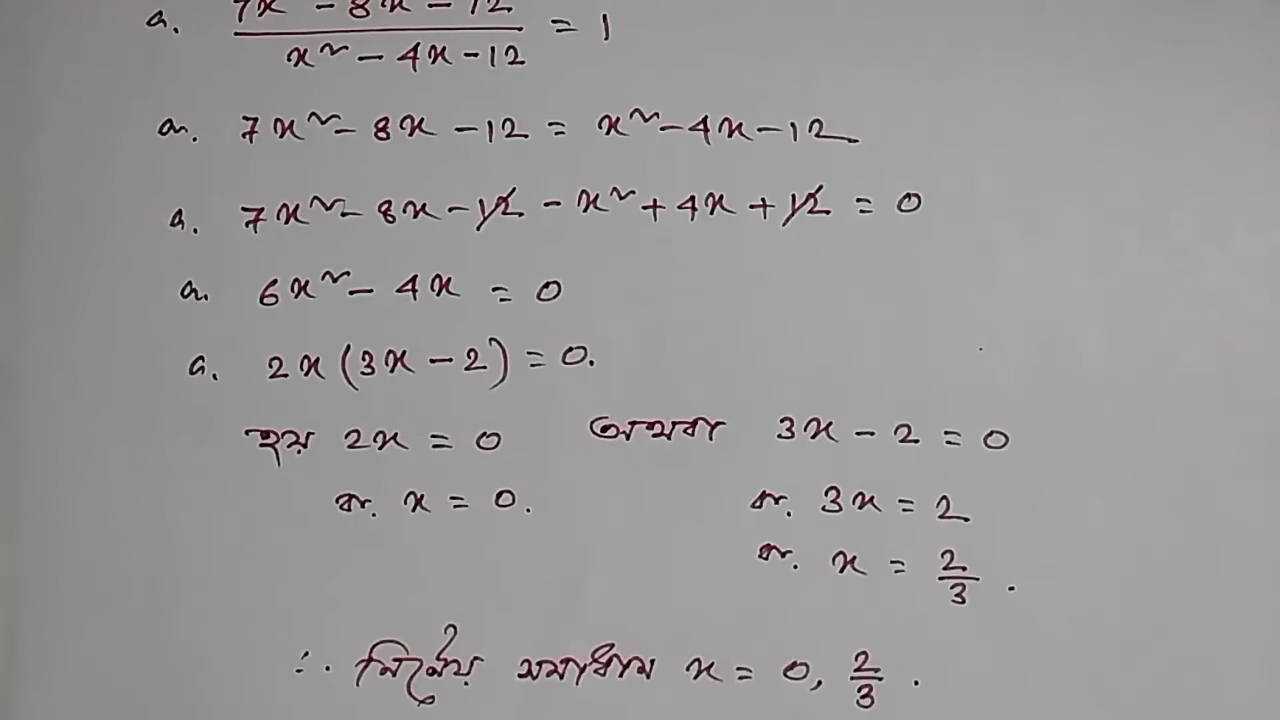 বা, 7x² - 8x - 12 / x² - 4x - 12 = 1
বা, 7x² - 8x - 12 = x² - 4x - 12
বা, 7x² - 8x - 12 - x² + 4x + 12 = 0
বা, 6x² - 4x = 0
বা, 2x(3x - 2) = 0.
হয় 2x = 0 অথবা 3x - 2 = 0
বা, x = 0. বা, 3x = 2
বা, x = 2/3 .
∴ নির্ণেয় সমাধান x = 0, 2/3 .